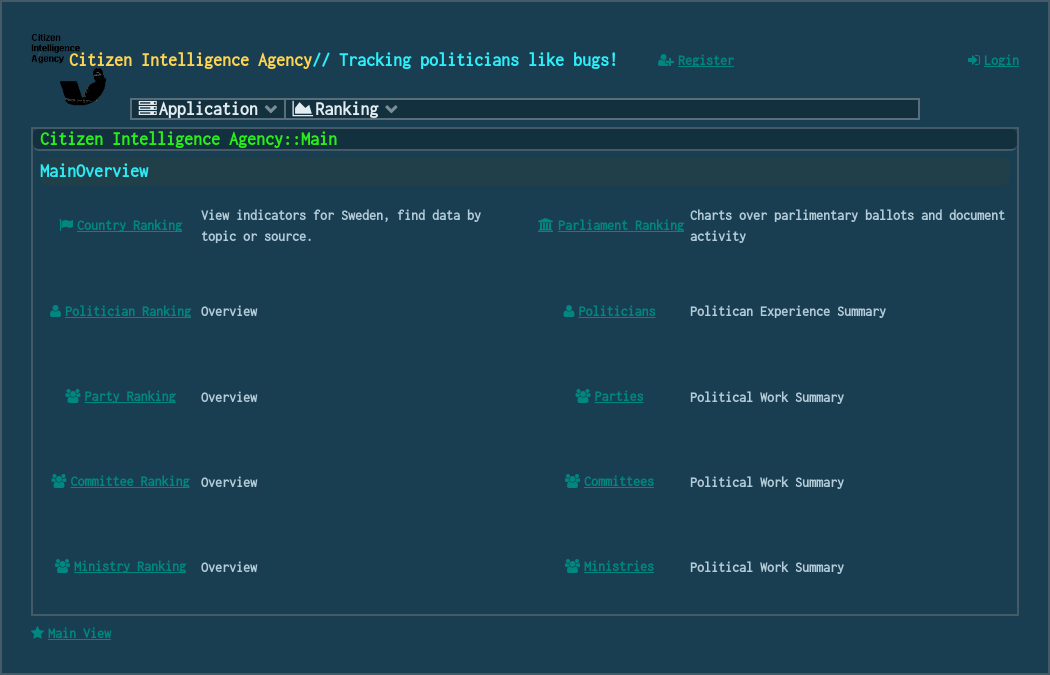 Citizen
Intelligence
Agency
Citizen Intelligence Agency// Tracking politicians like bugs!
Register
Login
Application
Ranking
Citizen Intelligence Agency::Main
MainOverview
Country Ranking
View indicators for Sweden, find data by
topic or source.
Parliament Ranking
Charts over parlimentary ballots and document
activity
Politician Ranking
Overview
Politicians
Politican Experience Summary
Party Ranking
Overview
Parties
Political Work Summary
Committee Ranking
Overview
Committees
Political Work Summary
Ministry Ranking
Overview
Ministries
Political Work Summary
Main View